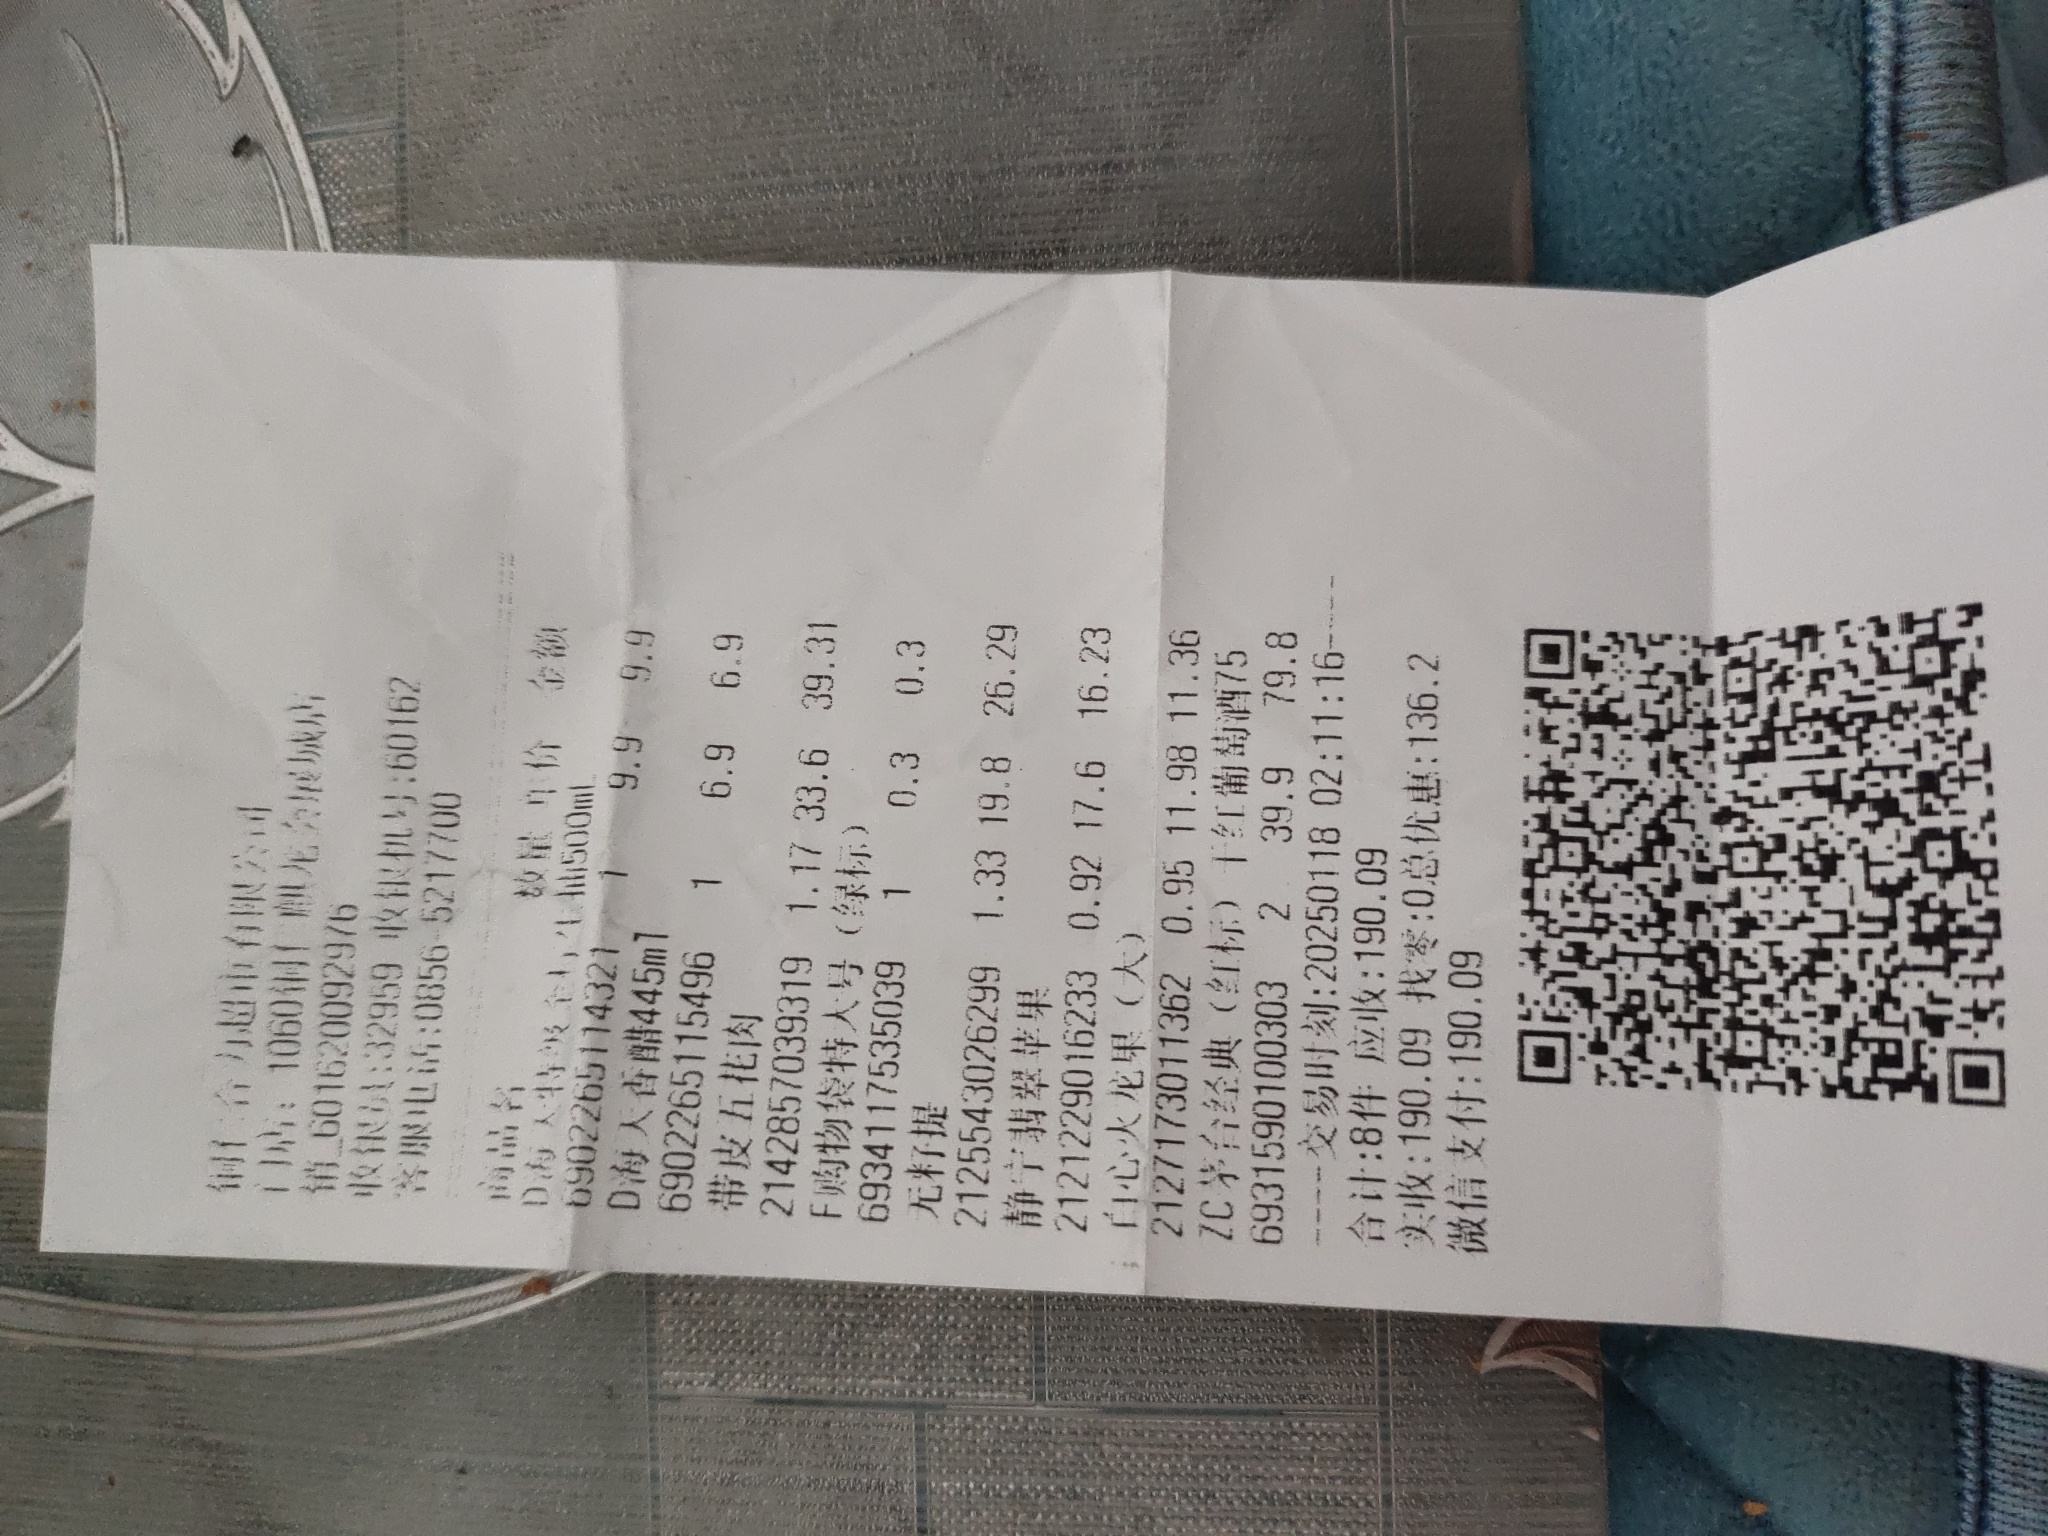 铜仁合力超市有限公司
门店: 1060铜仁麒龙会展城店
销_601620092976
收银员:32959 收银机号:60162
客服电话:0856-5217700
商品名 数量 单价 金额
D海天特级金标生抽500ml
6902265114321 1 9.9 9.9
D海天香醋445ml
6902265115496 1 6.9 6.9
带皮五花肉
2142857039319 1.17 33.6 39.31
F购物袋特大号(绿标)
6934117535039 1 0.3 0.3
无籽提
2125543026299 1.33 19.8 26.29
静宁翡翠苹果
2121229016233 0.92 17.6 16.23
白心火龙果(大)
2127173011362 0.95 11.98 11.36
ZC茅台经典(红标)干红葡萄酒75
6931590100303 2 39.9 79.8
-----交易时刻:20250118 02:11:16-----
合计:8件 应收:190.09
实收:190.09 找零:0总优惠:136.2
微信支付:190.09